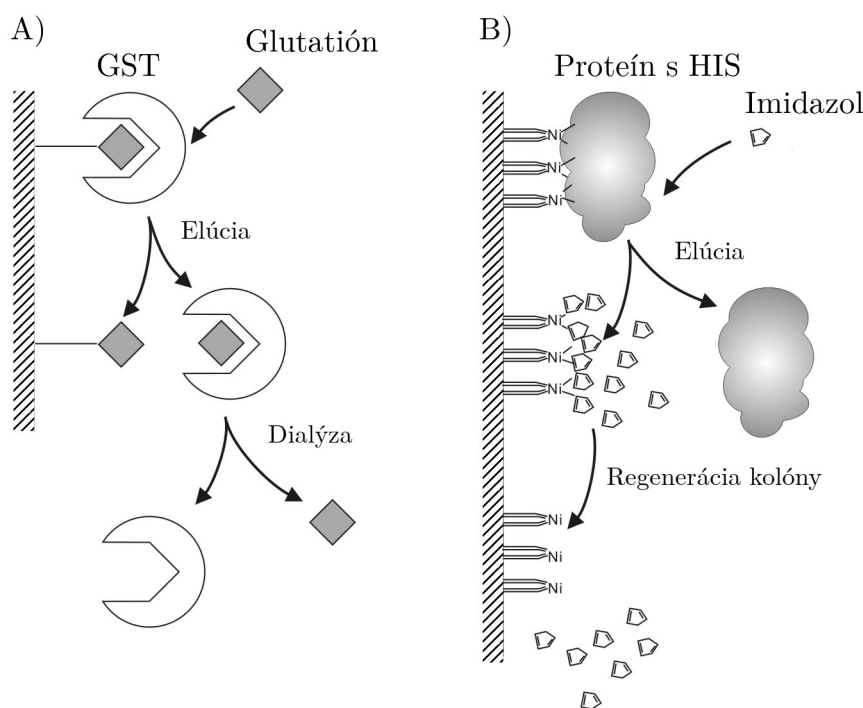 A)
GST
Glutatión
Elúcia
Dialýza
B)
Proteín s HIS
Imidazol
Ni
Ni
Ni
Elúcia
Ni
Ni
Ni
Regenerácia kolóny
Ni
Ni
Ni